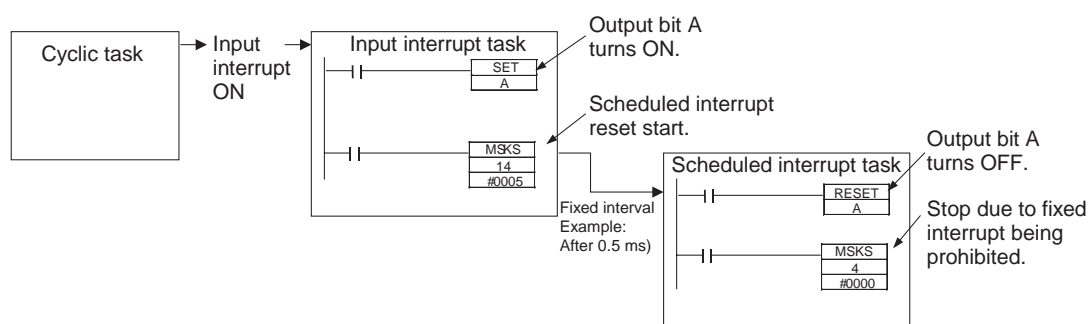 Cyclic task
Input
interrupt
ON
Input interrupt task
SET
A
Output bit A
turns ON.
MSKS
14
#0005
Scheduled interrupt
reset start.
Fixed interval
Example:
After 0.5 ms)
Scheduled interrupt task
RESET
A
Output bit A
turns OFF.
MSKS
4
#0000
Stop due to fixed
interrupt being
prohibited.